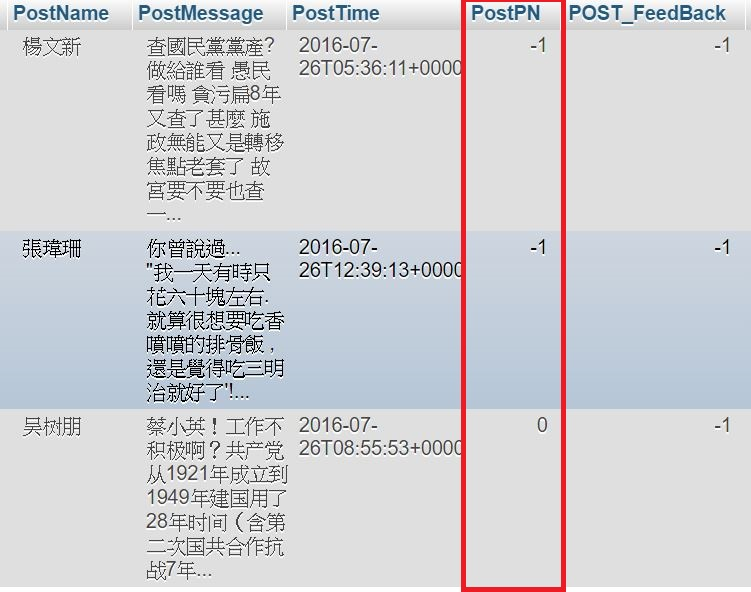 PostName PostMessage PostTime PostPN POST_FeedBack
楊文新 查國民黨黨產? 2016-07- -1 -1
做給誰看 愚民 26T05:36:11+0000
看嗎 貪污扁8年
又查了甚麼 施
政無能又是轉移
焦點老套了 故
宮要不要也查
一...
張瑋珊 你曾說過... 2016-07- -1 -1
"我一天有時只 26T12:39:13+0000
花六十塊左右.
就算很想要吃香
噴噴的排骨飯，
還是覺得吃三明
治就好了'!...
吴树朋 蔡小英！工作不 2016-07- 0 -1
积极啊？共产党 26T08:55:53+0000
从1921年成立到
1949年建国用了
28年时间（含第
二次国共合作抗
战7年...